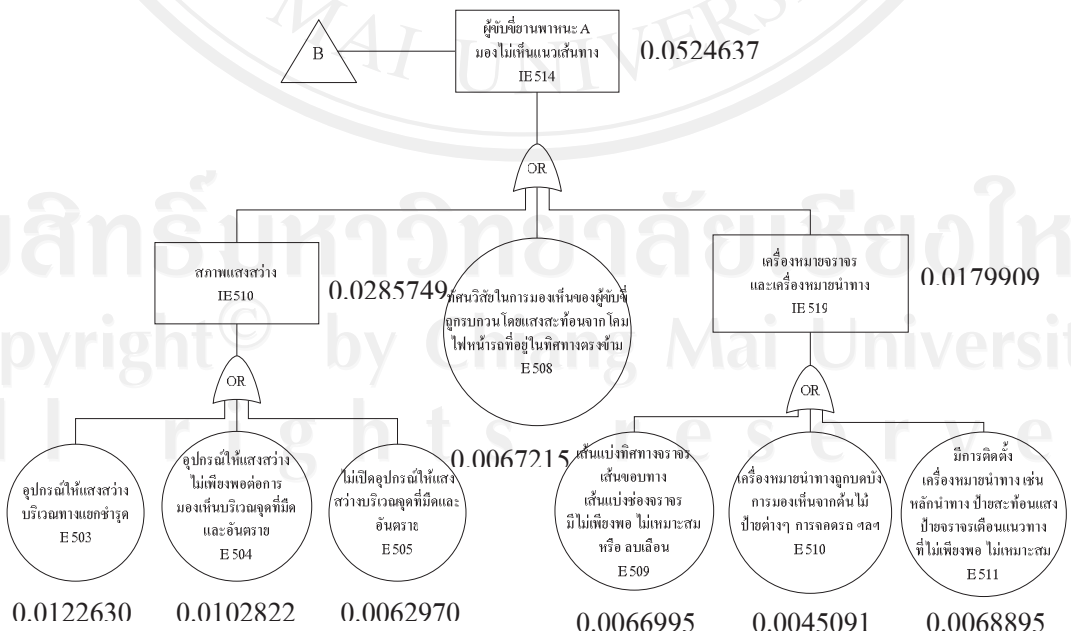 ผู้ขับขี่ยานพาหนะ A
มองไม่เห็นแนวเส้นทาง
IE514
0.0524637
B
OR
สภาพแสงสว่าง
IE510
0.0285749
ทัศนวิสัยในการมองเห็นของผู้ขับขี่
ถูกรบกวนโดยแสงสะท้อนจากโคม
ไฟหน้ารถที่อยู่ในทิศทางตรงข้าม
E508
0.0067215
เครื่องหมายจราจร
และเครื่องหมายนำทาง
IE519
0.0179909
OR
OR
อุปกรณ์ให้แสงสว่าง
บริเวณทางแยกชำรุด
E503
0.0122630
อุปกรณ์ให้แสงสว่าง
ไม่เพียงพอต่อการ
มองเห็นบริเวณจุดที่มืด
และอันตราย
E504
0.0102822
ไม่เปิดอุปกรณ์ให้แสง
สว่างบริเวณจุดที่มืดและ
อันตราย
E505
0.0062970
เส้นแบ่งทิศทางจราจร
เส้นขอบทาง
เส้นแบ่งช่องจราจร
มีไม่เพียงพอ ไม่เหมาะสม
หรือ ลบเลือน
E509
0.0066995
เครื่องหมายนำทางถูกบดบัง
การมองเห็นจากต้นไม้
ป้ายต่างๆ การจอดรถ ฯลฯ
E510
0.0045091
มีการติดตั้ง
เครื่องหมายนำทาง เช่น
หลักนำทาง ป้ายสะท้อนแสง
ป้ายจราจรเตือนแนวทาง
ที่ไม่เพียงพอ ไม่เหมาะสม
E511
0.0068895
MAI UNIVERS
ยสิทธิ์มหาวิทยาลัยเชียงให
pyright© by Chiang Mai Universit
l l r i g h t s r e s e r v e